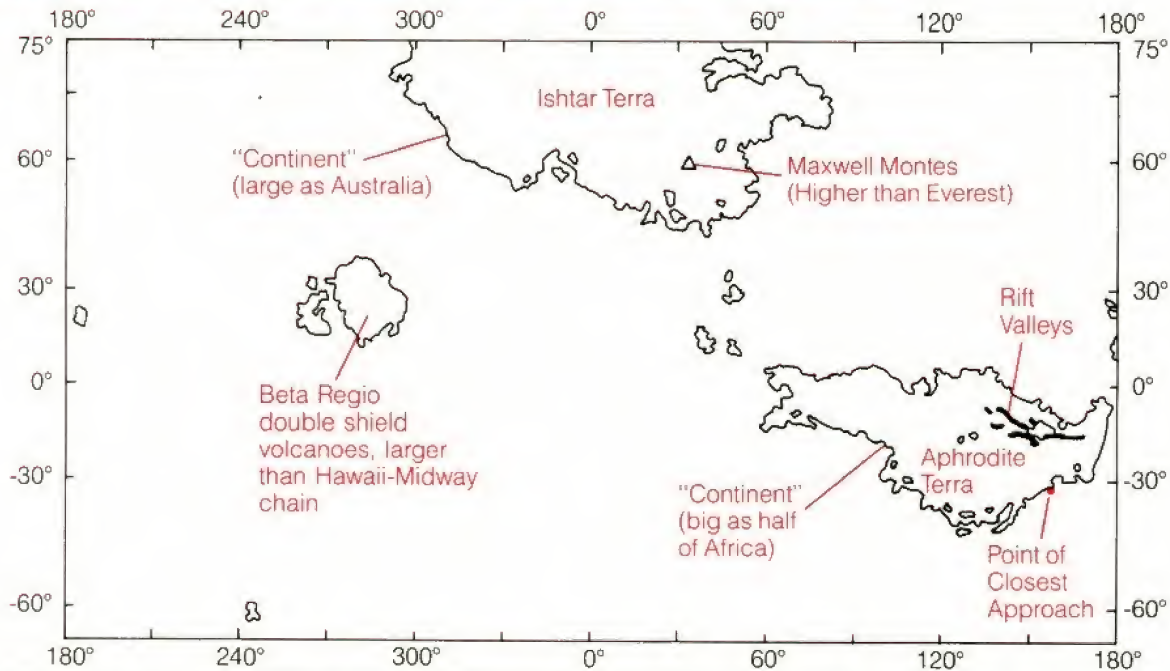 180° 240° 300° 0° 60° 120° 180°
75° 75°
Ishtar Terra
"Continent"
(large as Australia)
60° 60°
Maxwell Montes
(Higher than Everest)
30° 30°
Rift
Valleys
0° 0°
Beta Regio
double shield
volcanoes, larger
than Hawaii-Midway
chain
Aphrodite
Terra
-30° -30°
"Continent"
(big as half
of Africa)
Point of
Closest
Approach
-60° -60°
180° 240° 300° 0° 60° 120° 180°